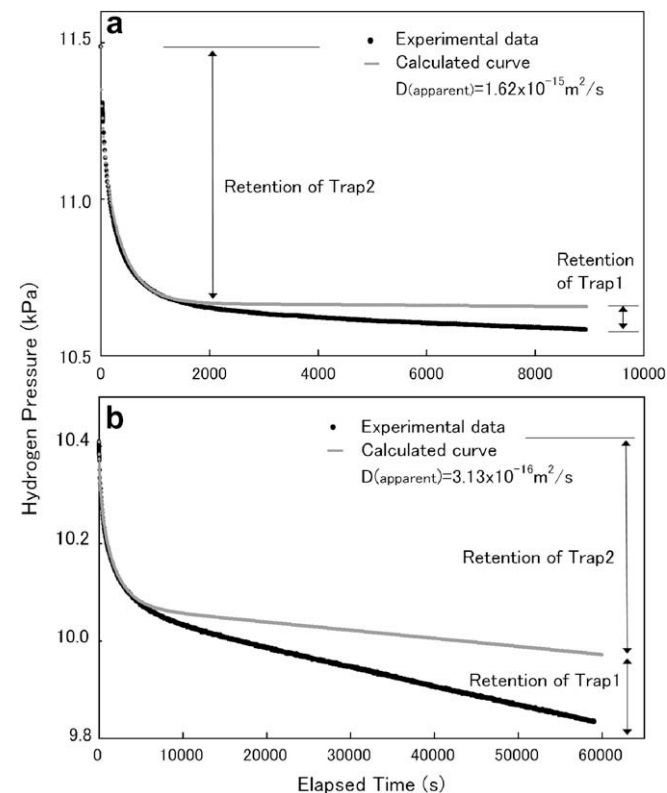 a
11.5
11.0
10.5
Experimental data
Calculated curve
D(apparent)=1.62x10⁻¹⁵m²/s
Retention of Trap2
Retention
of Trap1
0
2000
4000
6000
8000
10000
Hydrogen Pressure (kPa)
b
10.4
10.2
10.0
9.8
Experimental data
Calculated curve
D(apparent)=3.13x10⁻¹⁶m²/s
Retention of Trap2
Retention of Trap1
0
10000
20000
30000
40000
50000
60000
Elapsed Time (s)